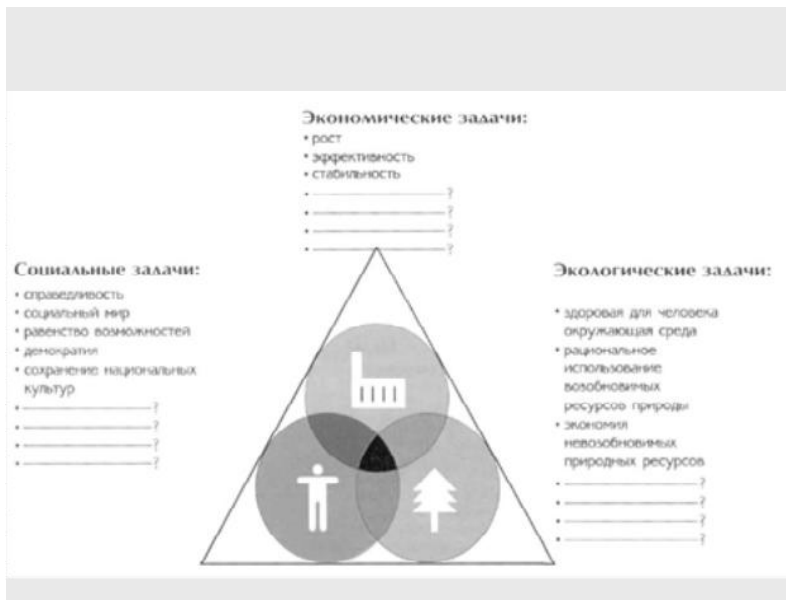 Экономические задачи:
• рост
• эффективность
• стабильность
• ?
• ?
• ?
• ?
Социальные задачи:
• справедливость
• социальный мир
• равенство возможностей
• демократия
• сохранение национальных
культур
• ?
• ?
• ?
• ?
Экологические задачи:
• здоровая для человека
окружающая среда
• рациональное
использование
возобновимых
ресурсов природы
• экономия
невозобновимых
природных ресурсов
• ?
• ?
• ?
• ?